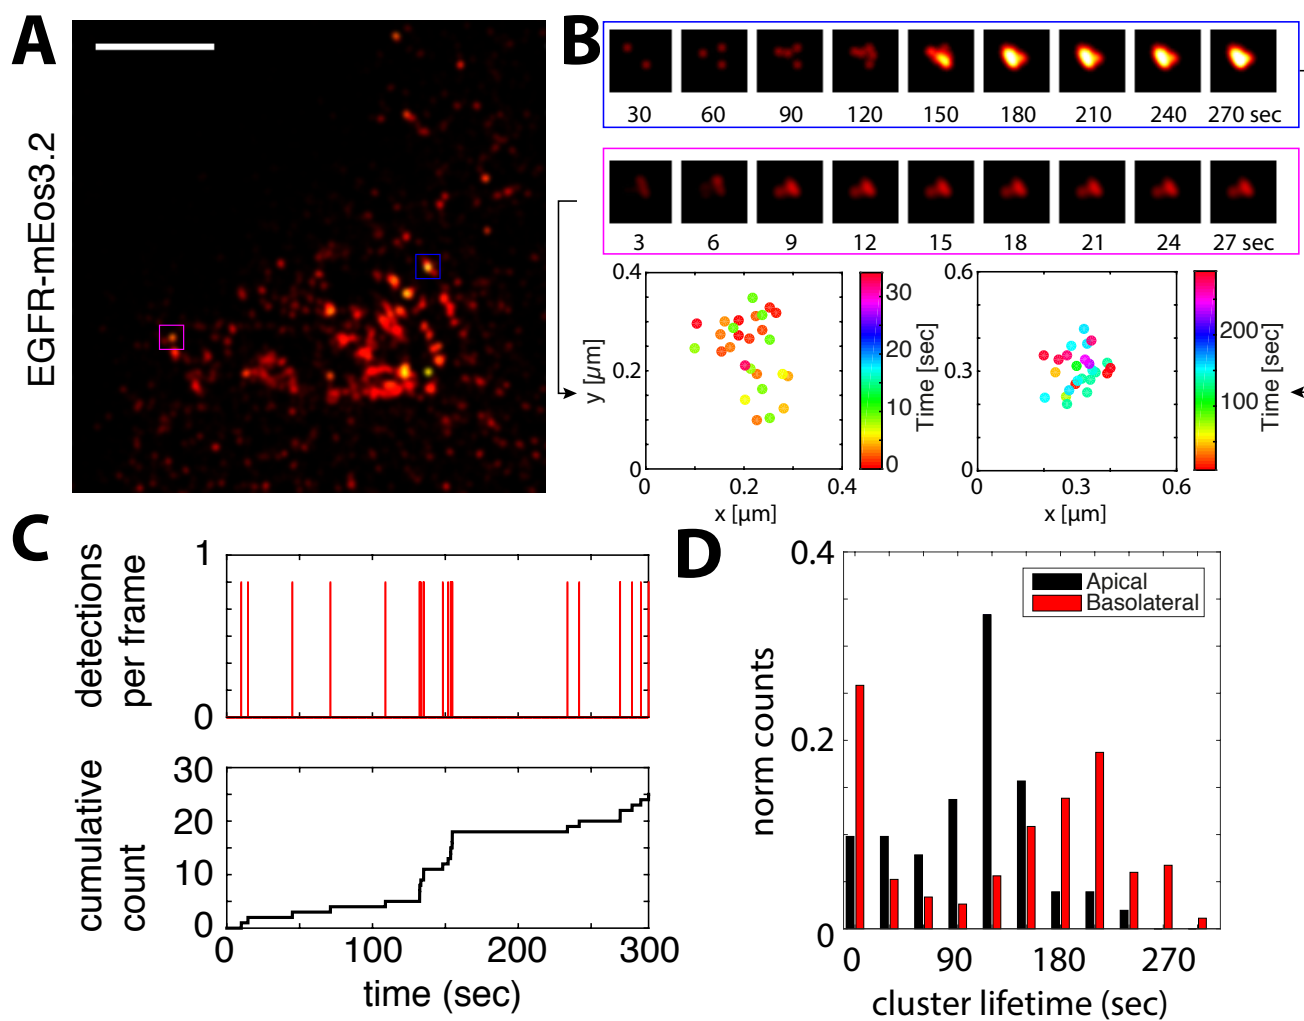 A
EGFR-mEos3.2
B
30 60 90 120 150 180 210 240 270 sec
3 6 9 12 15 18 21 24 27 sec
0.4
0.2
0
y [µm]
0 0.2 0.4
x [µm]
30
20
10
0
Time [sec]
0.6
0.3
0
0 0.3 0.6
x [µm]
200
100
Time [sec]
C
detections
per frame
1
0
cumulative
count
30
20
10
0
0 100 200 300
time (sec)
D
norm counts
0.4
0.2
0
Apical
Basolateral
0 90 180 270
cluster lifetime (sec)